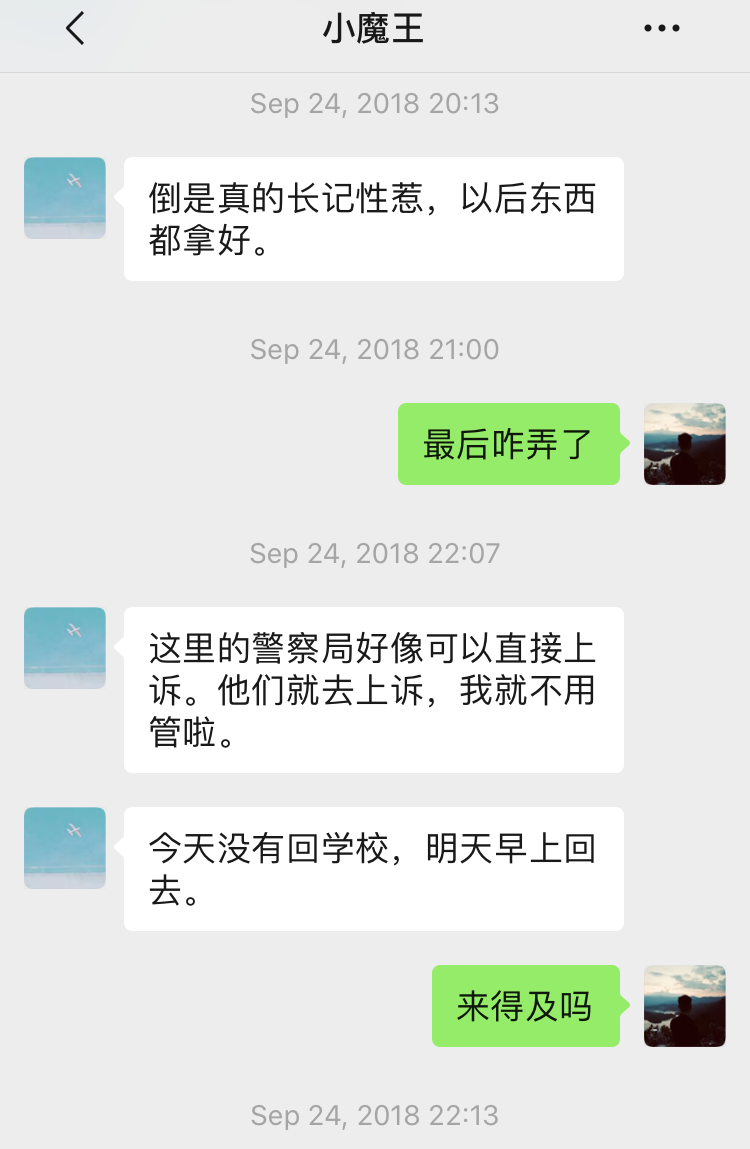 小魔王
Sep 24, 2018 20:13
倒是真的长记性惹，以后东西
都拿好。
Sep 24, 2018 21:00
最后咋弄了
Sep 24, 2018 22:07
这里的警察局好像可以直接上
诉。他们就去上诉，我就不用
管啦。
今天没有回学校，明天早上回
去。
来得及吗
Sep 24, 2018 22:13